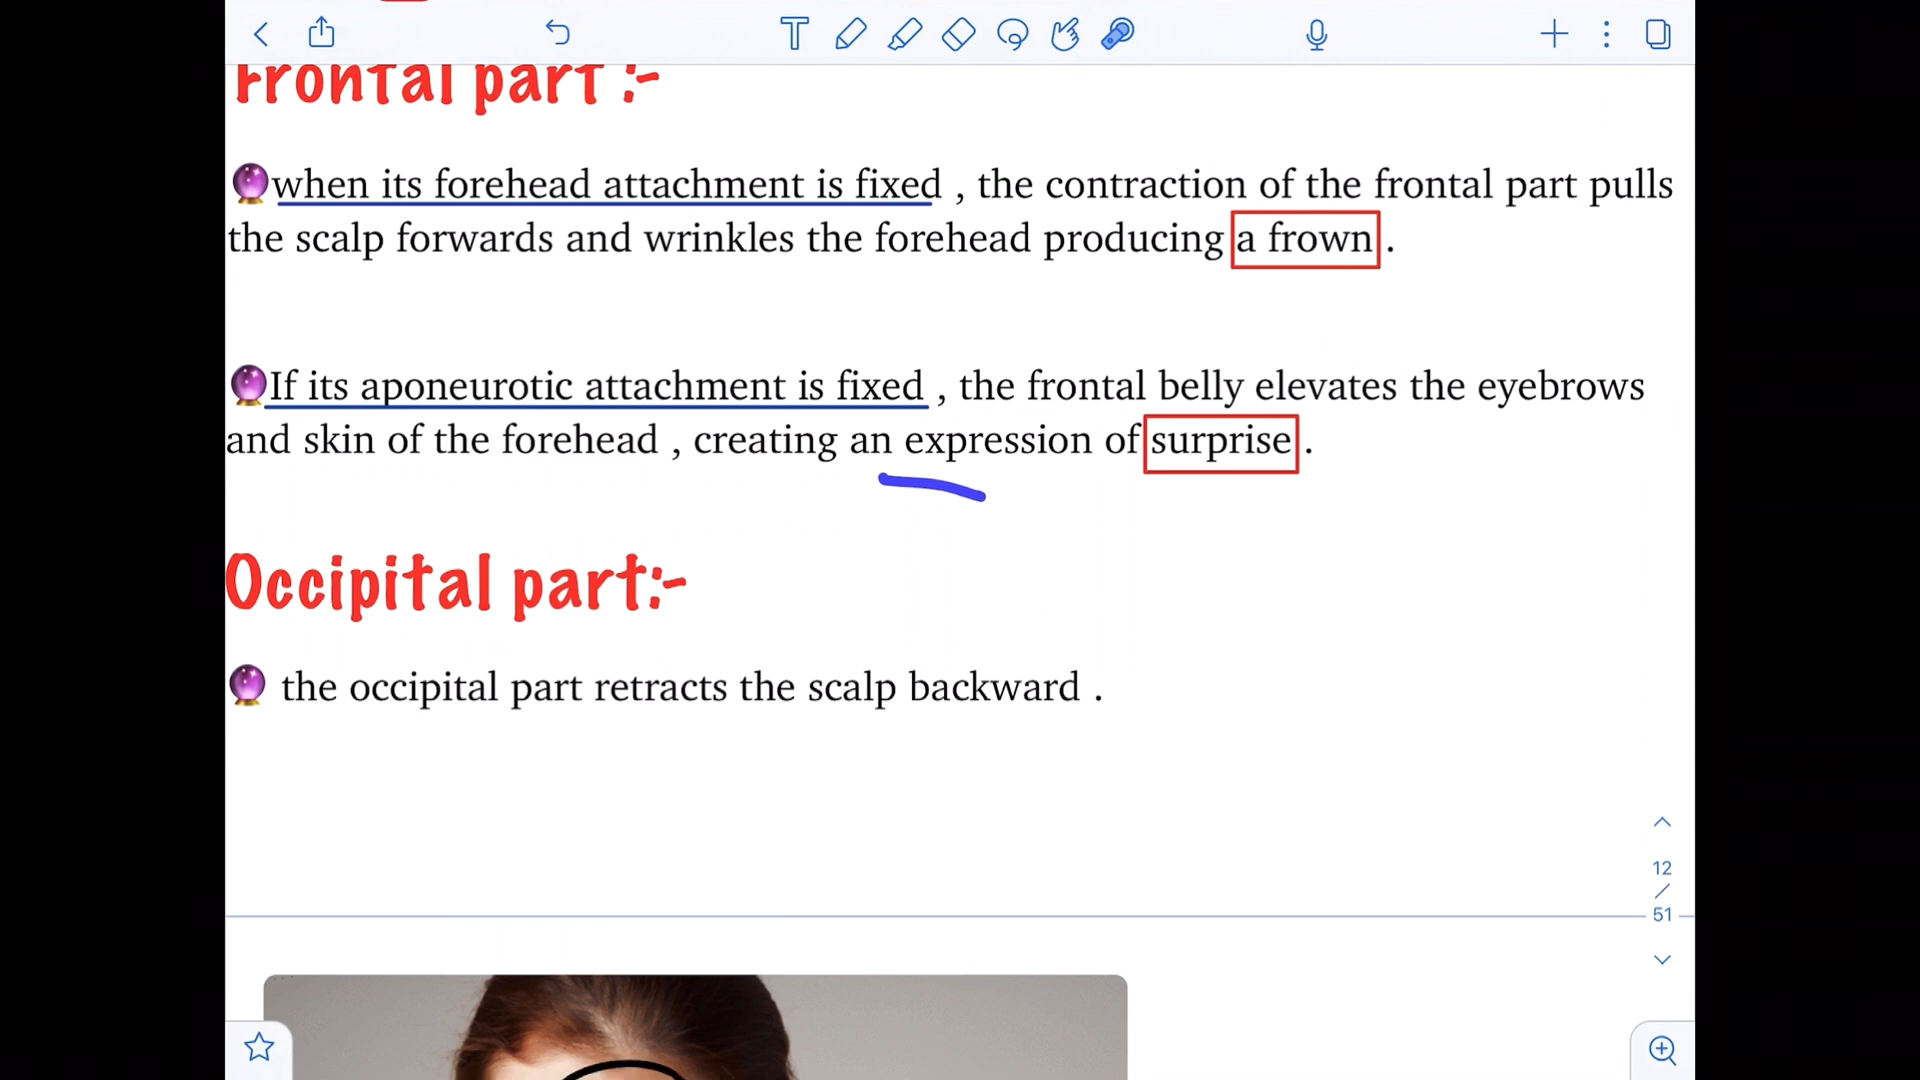 Frontal part :-
when its forehead attachment is fixed , the contraction of the frontal part pulls
the scalp forwards and wrinkles the forehead producing a frown .
If its aponeurotic attachment is fixed , the frontal belly elevates the eyebrows
and skin of the forehead , creating an expression of surprise .
Occipital part:-
the occipital part retracts the scalp backward .
12
/
51